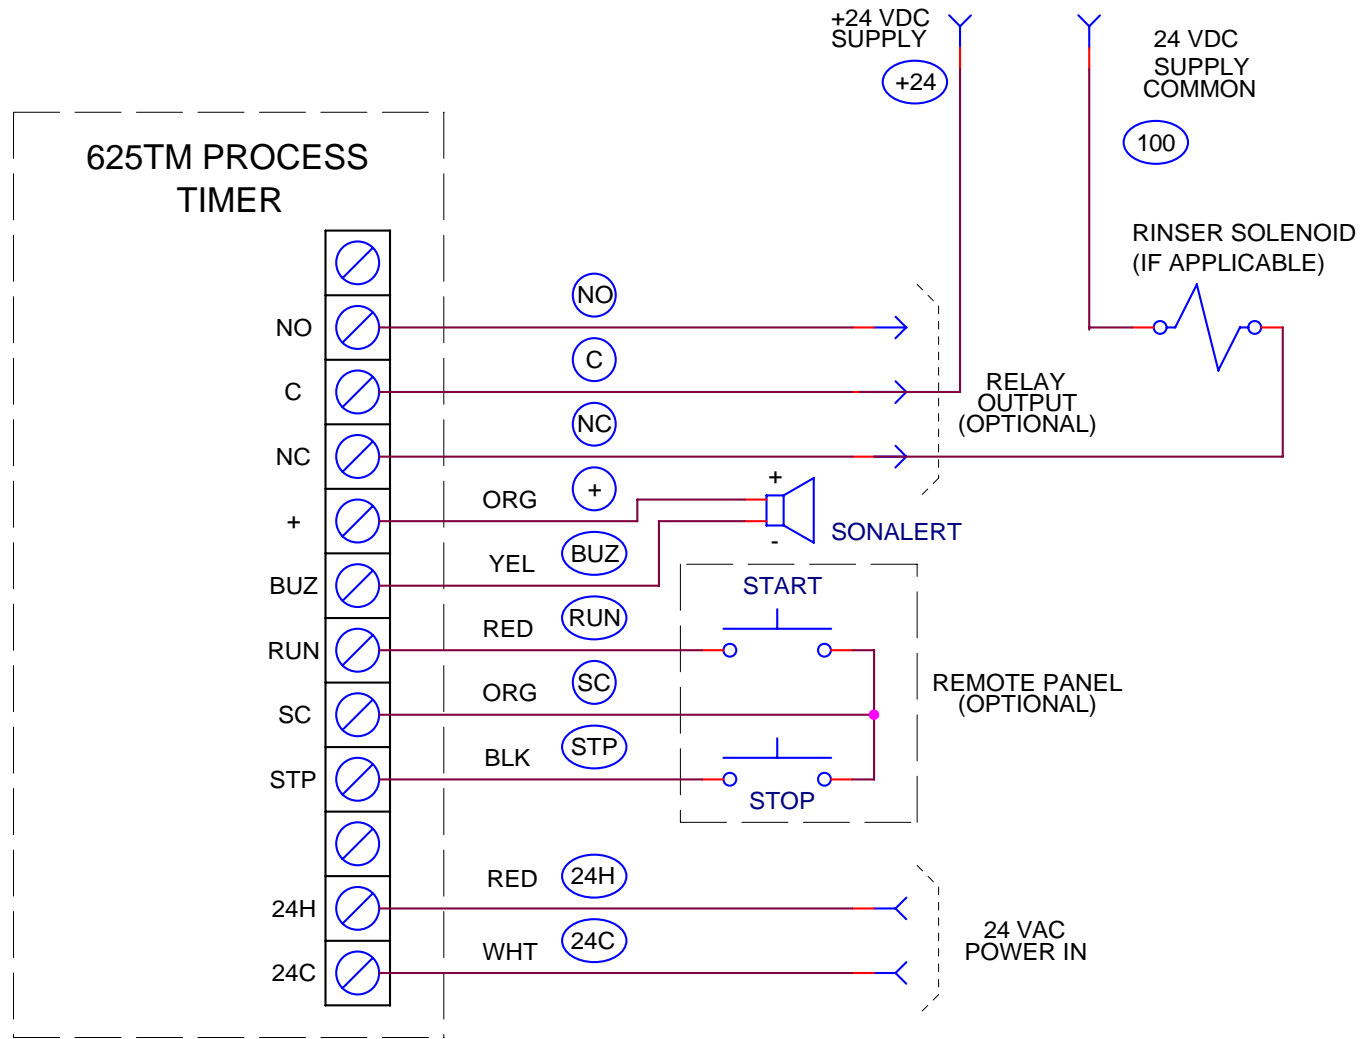 +24 VDC
SUPPLY
+24
24 VDC
SUPPLY
COMMON
100
625TM PROCESS
TIMER
RINSER SOLENOID
(IF APPLICABLE)
NO
NO
C
C
RELAY
OUTPUT
(OPTIONAL)
NC
NC
+
ORG
+
+
-
SONALERT
BUZ
YEL
BUZ
START
RUN
RED
RUN
SC
ORG
SC
REMOTE PANEL
(OPTIONAL)
STP
BLK
STP
STOP
24H
RED
24H
24 VAC
POWER IN
24C
WHT
24C